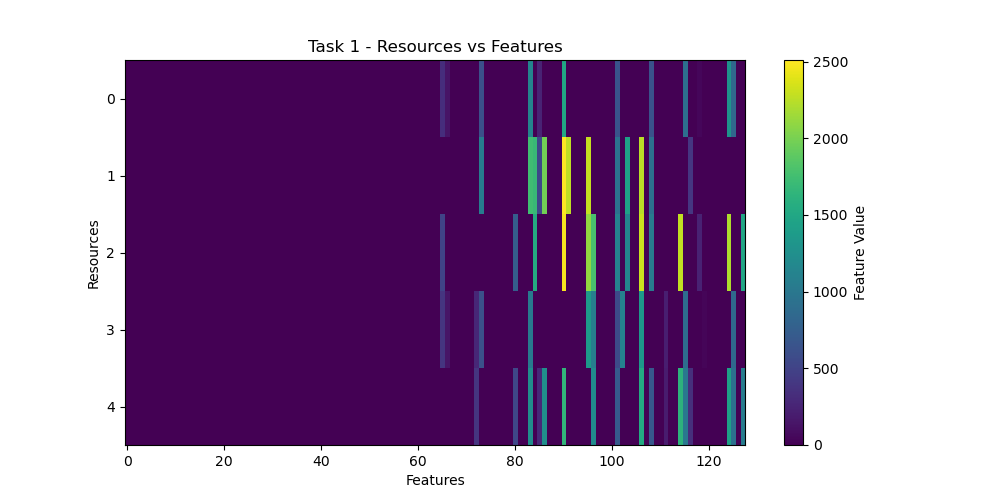 Task 1 - Resources vs Features
Resources
0
1
2
3
4
0 20 40 60 80 100 120
Features
2500
2000
1500
1000
500
0
Feature Value